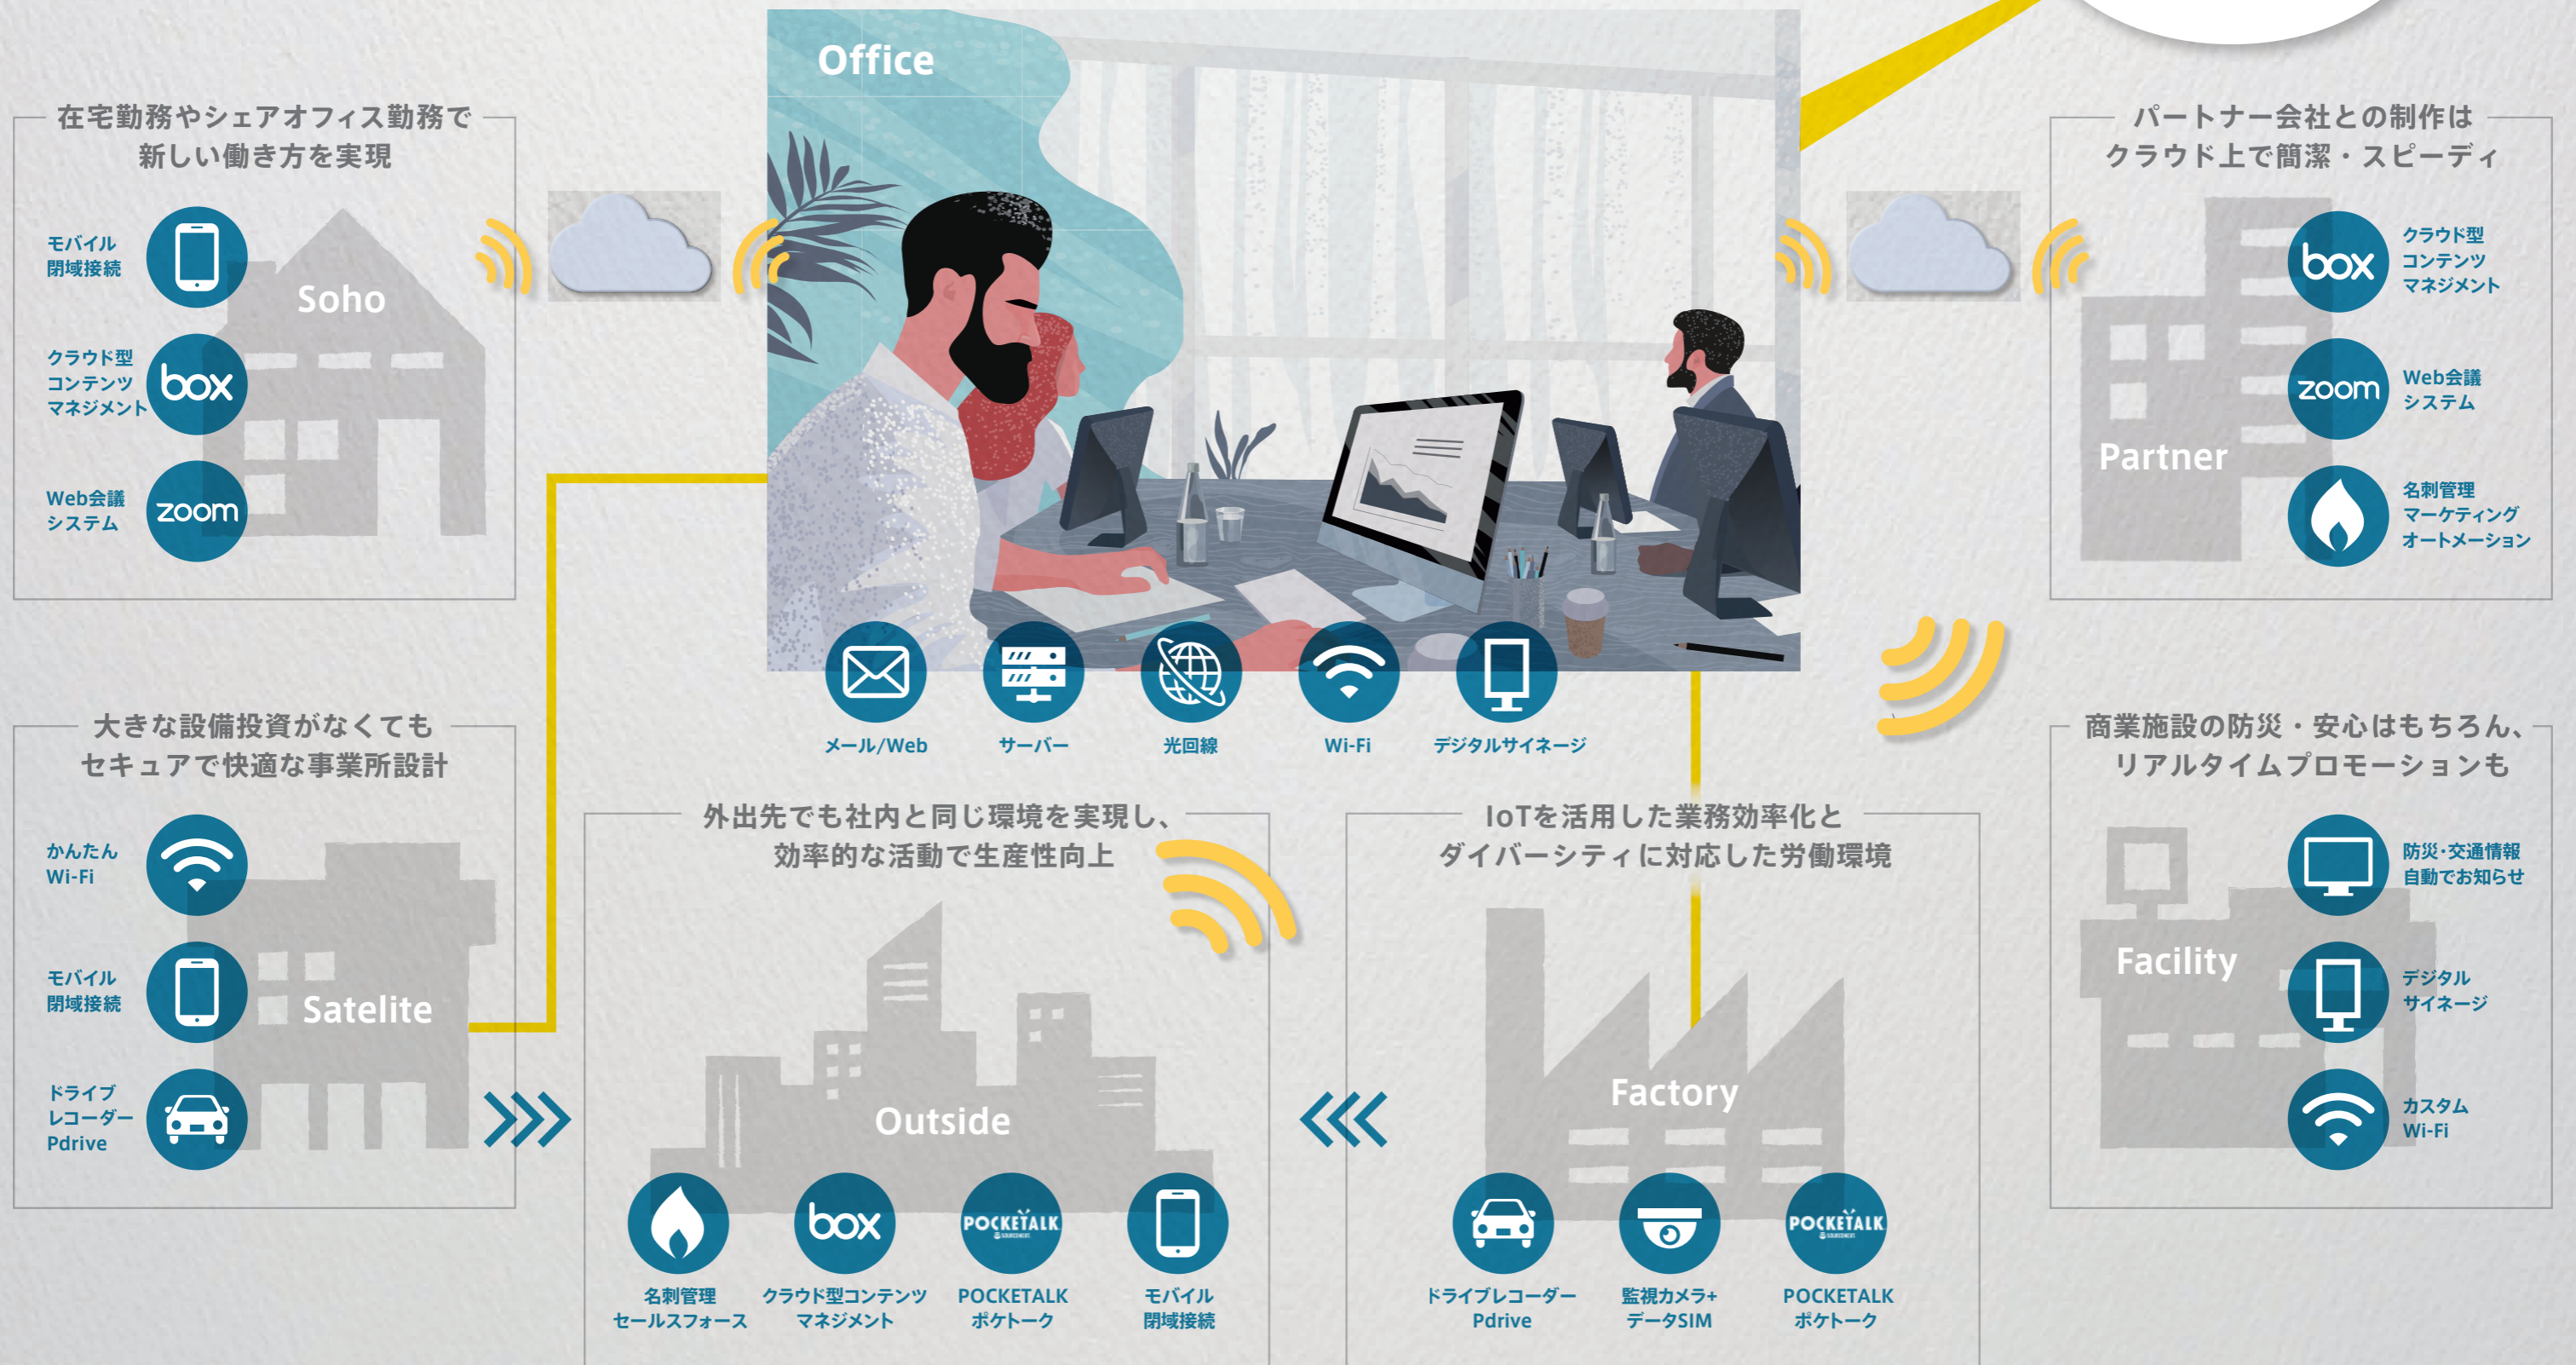 Office
在宅勤務やシェアオフィス勤務で
新しい働き方を実現
モバイル
閉域接続
Soho
クラウド型
コンテンツ
マネジメント
box
Web会議
システム
zoom
パートナー会社との制作は
クラウド上で簡潔・スピーディ
box
クラウド型
コンテンツ
マネジメント
zoom
Web会議
システム
Partner
名刺管理
マーケティング
オートメーション
メール/Web
サーバー
光回線
Wi-Fi
デジタルサイネージ
大きな設備投資がなくても
セキュアで快適な事業所設計
かんたん
Wi-Fi
モバイル
閉域接続
Satelite
ドライブ
レコーダー
Pdrive
外出先でも社内と同じ環境を実現し、
効率的な活動で生産性向上
Outside
box
POCKETALK
SOURCENEXT
名刺管理
セールスフォース
クラウド型コンテンツ
マネジメント
POCKETALK
ポケトーク
モバイル
閉域接続
IoTを活用した業務効率化と
ダイバーシティに対応した労働環境
Factory
POCKETALK
SOURCENEXT
ドライブレコーダー
Pdrive
監視カメラ+
データSIM
POCKETALK
ポケトーク
商業施設の防災・安心はもちろん、
リアルタイムプロモーションも
防災・交通情報
自動でお知らせ
Facility
デジタル
サイネージ
カスタム
Wi-Fi